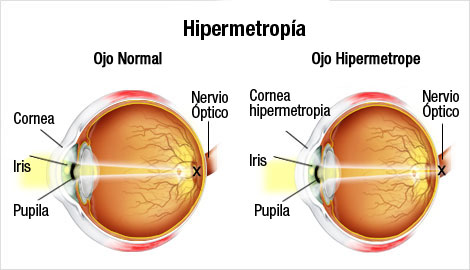 Hipermetropía
Ojo Normal
Cornea
Iris
Pupila
Nervio
Óptico
X
Ojo Hipermetrope
Cornea
hipermetropia
Iris
Pupila
Nervio
Óptico
X